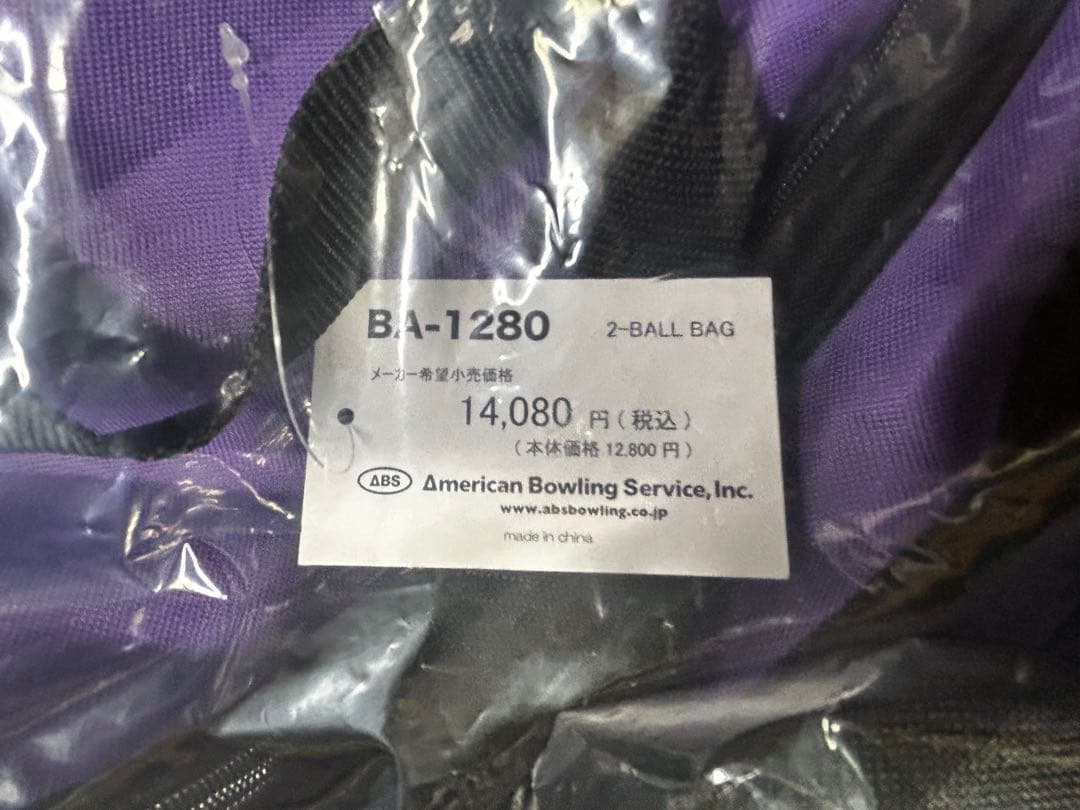 BA-1280 2-BALL BAG
メーカー希望小売価格
14,080 円(税込)
(本体価格 12,800 円)
ABS American Bowling Service, Inc.
www.absbowling.co.jp
made in china